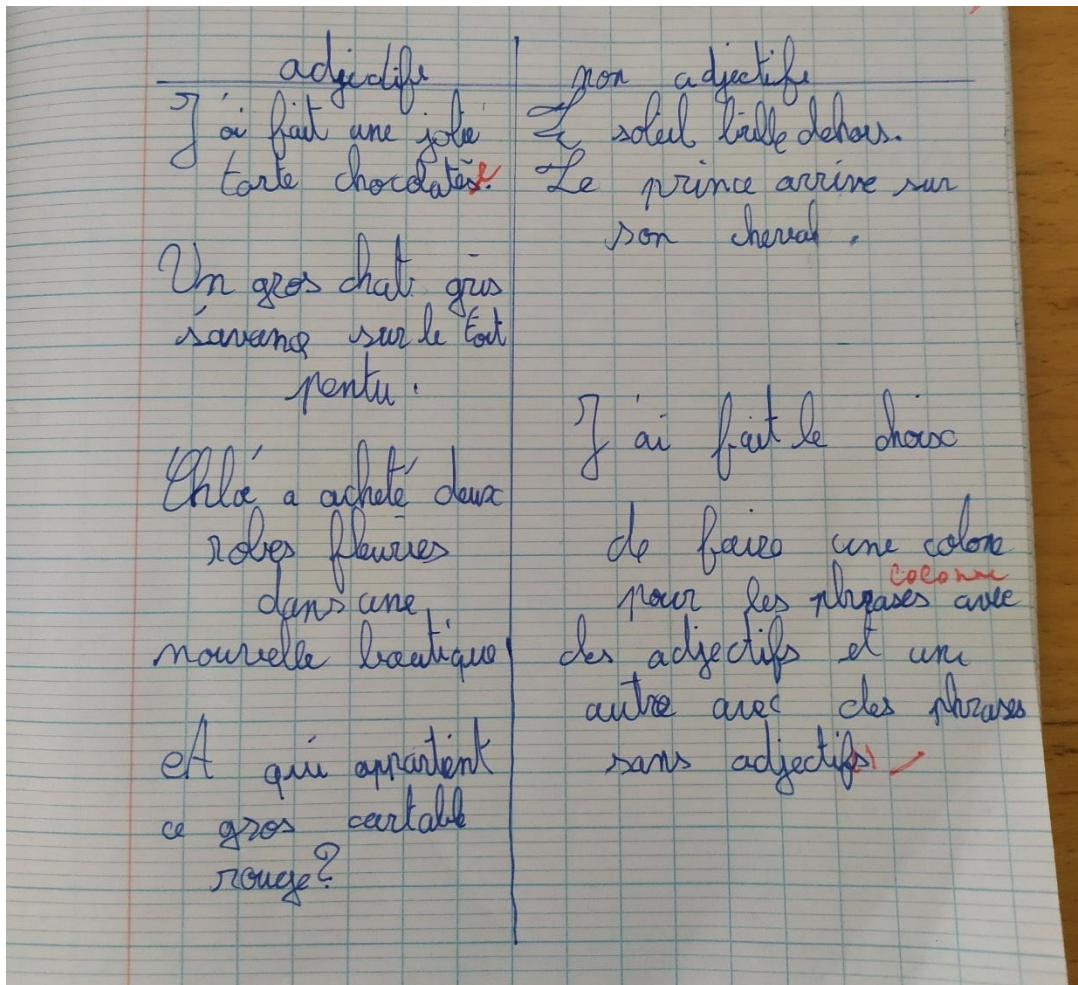 adjectifs
J'ai fait une jolie
tarte chocolatée.
Un gros chat gris
s'avance sur le toit
pentu.
Chloé a acheté deux
robes fleuries
dans une
nouvelle boutique
A qui appartient
ce gros cartable
rouge?
non adjectifs
Le soleil brille dehors.
Le prince arrive sur
son cheval.
J'ai fait le choix
de faire une colone
colonne
pour les phrases avec
des adjectifs et une
autre avec des phrases
sans adjectifs